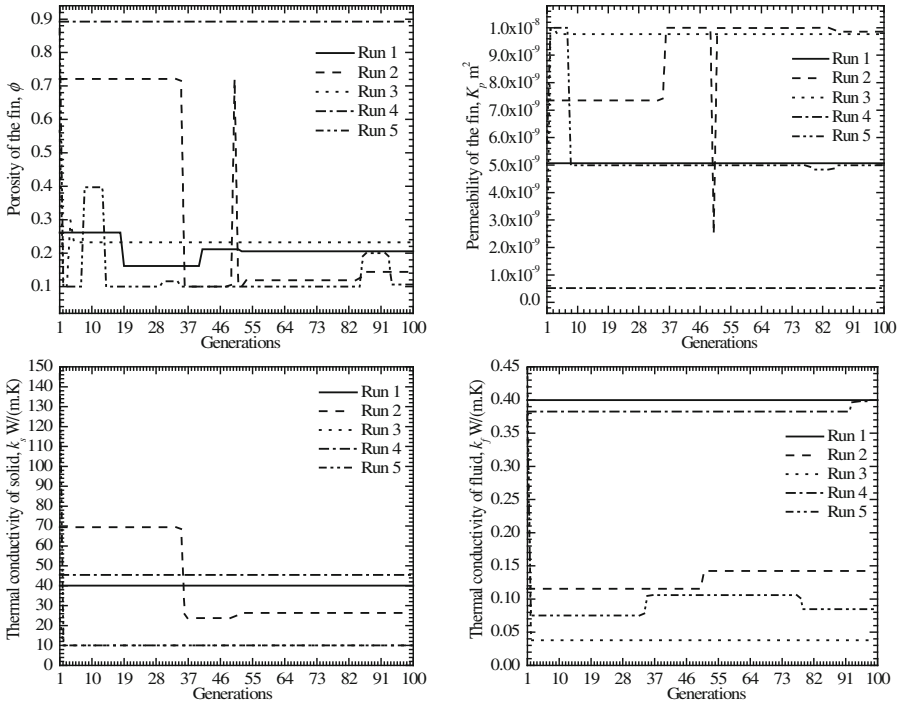 Porosity of the fin, ϕ
0.9
0.8
0.7
0.6
0.5
0.4
0.3
0.2
0.1
1 10 19 28 37 46 55 64 73 82 91 100
Generations
Run 1
Run 2
Run 3
Run 4
Run 5
Permeability of the fin, K_p m²
1.0x10⁻⁸
9.0x10⁻⁹
8.0x10⁻⁹
7.0x10⁻⁹
6.0x10⁻⁹
5.0x10⁻⁹
4.0x10⁻⁹
3.0x10⁻⁹
2.0x10⁻⁹
1.0x10⁻⁹
0.0
1 10 19 28 37 46 55 64 73 82 91 100
Generations
Run 1
Run 2
Run 3
Run 4
Run 5
Thermal conductivity of solid, k_s W/(m.K)
150
140
130
120
110
100
90
80
70
60
50
40
30
20
10
0
1 10 19 28 37 46 55 64 73 82 91 100
Generations
Run 1
Run 2
Run 3
Run 4
Run 5
Thermal conductivity of fluid, k_f W/(m.K)
0.45
0.40
0.35
0.30
0.25
0.20
0.15
0.10
0.05
0.00
1 10 19 28 37 46 55 64 73 82 91 100
Generations
Run 1
Run 2
Run 3
Run 4
Run 5